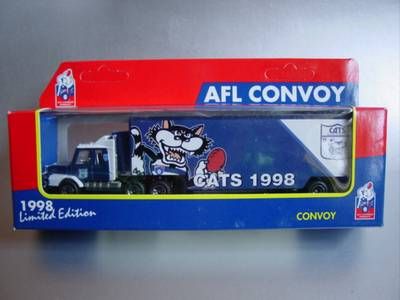 AFL CONVOY
CATS
CATS 1998
1998
Limited Edition
CONVOY